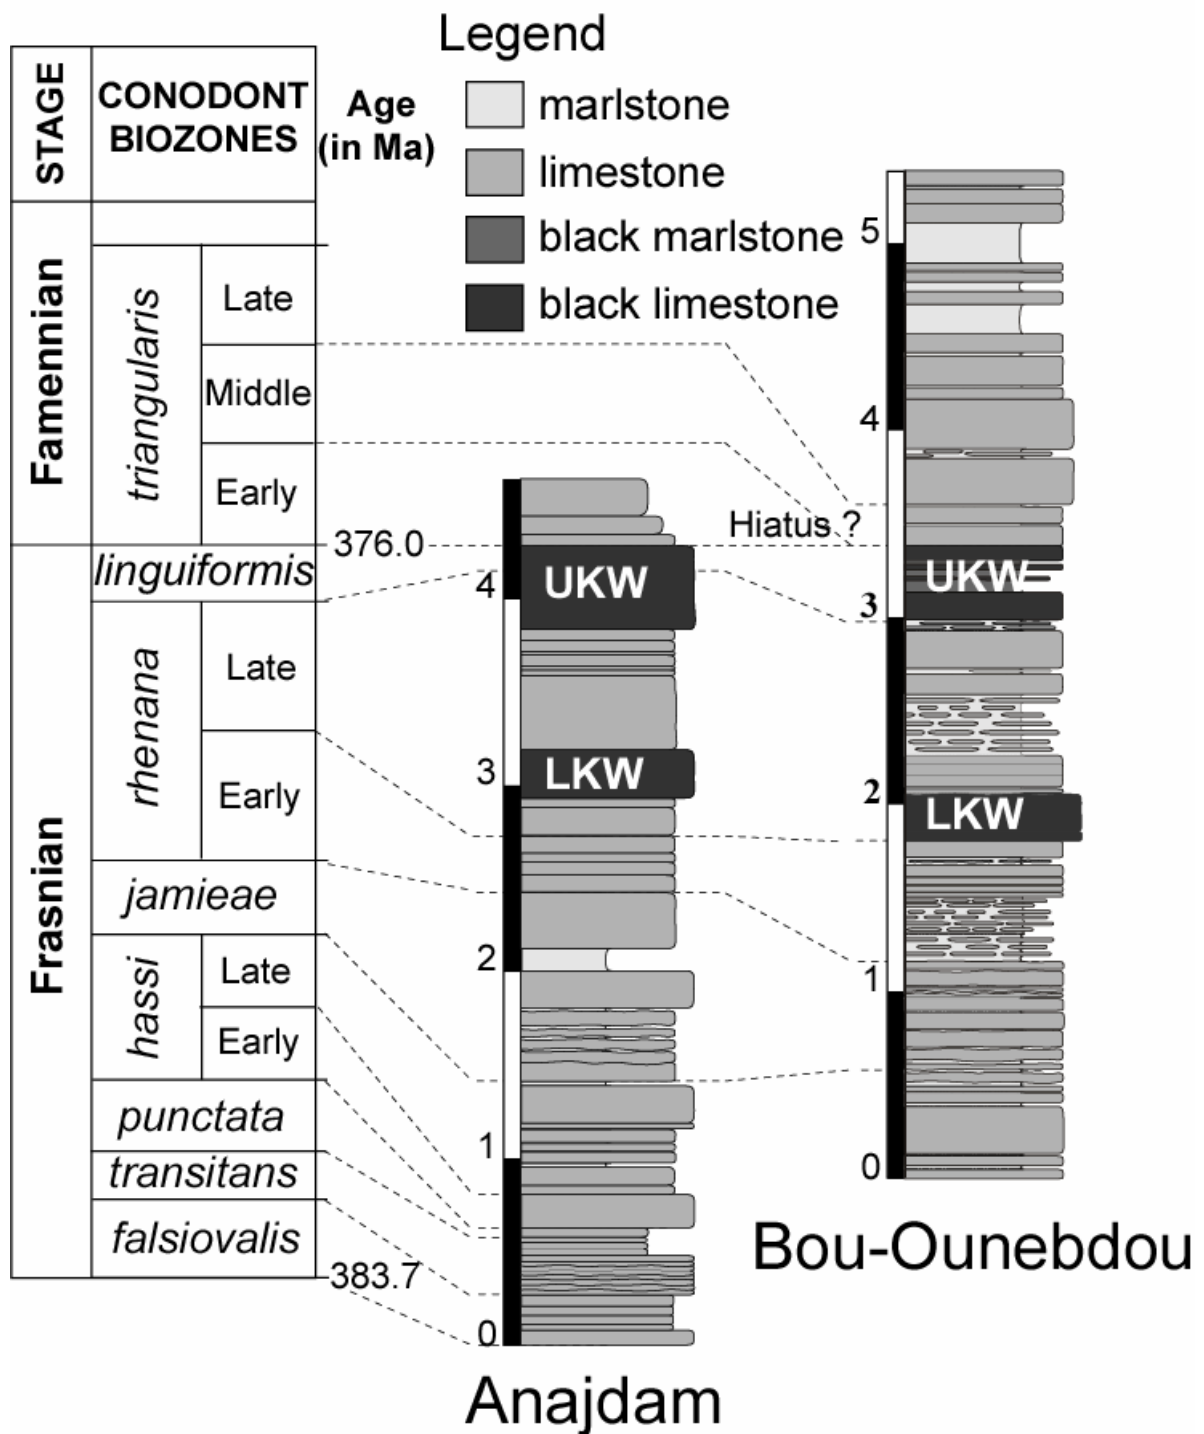 Legend
marlstone
limestone
black marlstone
black limestone
STAGE
CONODONT
BIOZONES
Age
(in Ma)
Famennian
triangularis
Late
Middle
Early
376.0
Hiatus ?
Frasnian
linguiformis
rhenana
Late
Early
jamieae
hassi
Late
Early
punctata
transitans
falsiovalis
383.7
4
3
2
1
0
UKW
LKW
Anajdam
5
4
3
2
1
0
UKW
LKW
Bou-Ounebdou